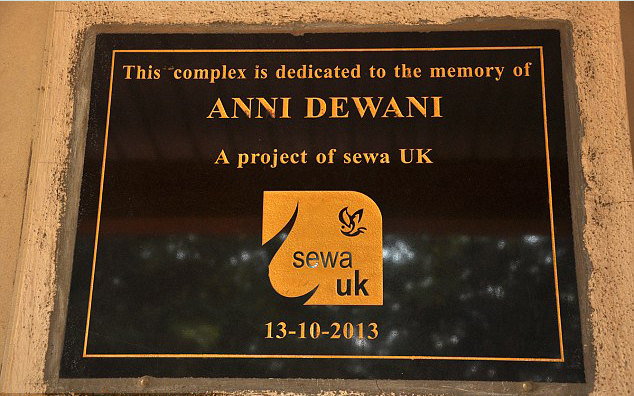 This complex is dedicated to the memory of
ANNI DEWANI
A project of sewa UK
sewa
uk
13-10-2013